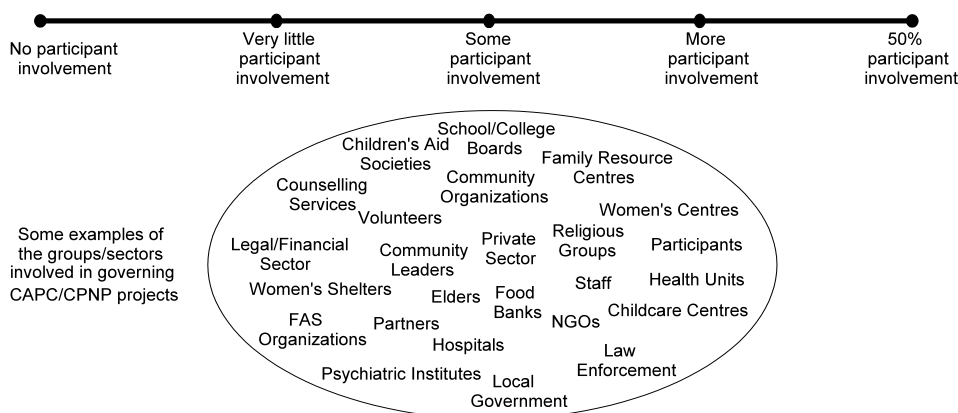 No participant
involvement
Very little
participant
involvement
Some
participant
involvement
More
participant
involvement
50%
participant
involvement
Some examples of
the groups/sectors
involved in governing
CAPC/CPNP projects
School/College
Boards
Children's Aid
Societies
Family Resource
Centres
Community
Organizations
Counselling
Services
Volunteers
Women's Centres
Religious
Groups
Private
Sector
Participants
Legal/Financial
Sector
Community
Leaders
Staff
Health Units
Women's Shelters
Elders
Food
Banks
Childcare Centres
FAS
Organizations
Partners
NGOs
Hospitals
Law
Enforcement
Psychiatric Institutes
Local
Government